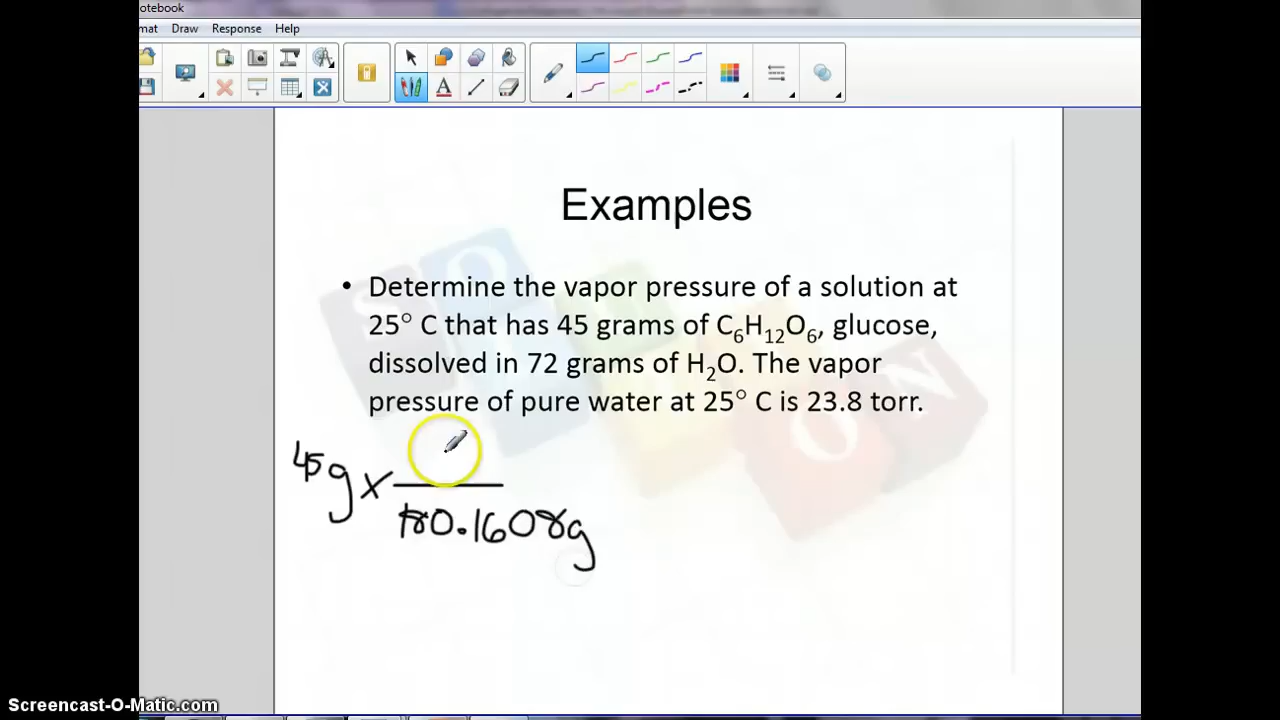 otebook
mat Draw Response Help
Examples
• Determine the vapor pressure of a solution at
25° C that has 45 grams of C₆H₁₂O₆, glucose,
dissolved in 72 grams of H₂O. The vapor
pressure of pure water at 25° C is 23.8 torr.
45g x
180.1608g
Screencast-O-Matic.com